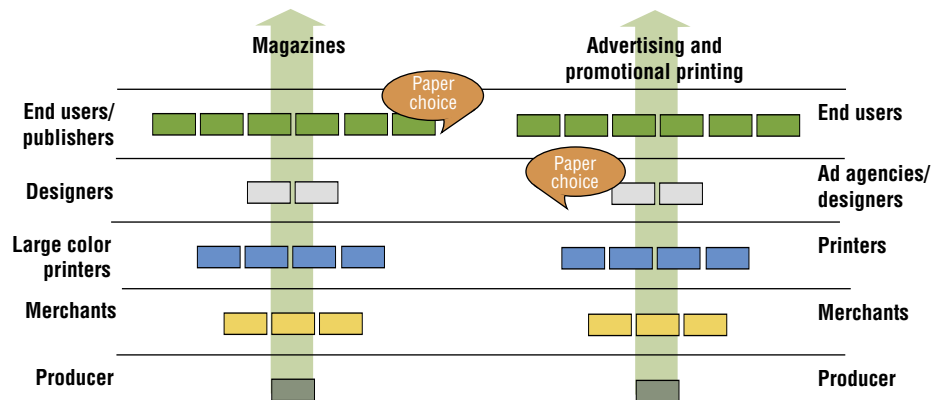 Magazines
Advertising and
promotional printing
Paper
choice
End users/
publishers
End users
Paper
choice
Designers
Ad agencies/
designers
Large color
printers
Printers
Merchants
Merchants
Producer
Producer